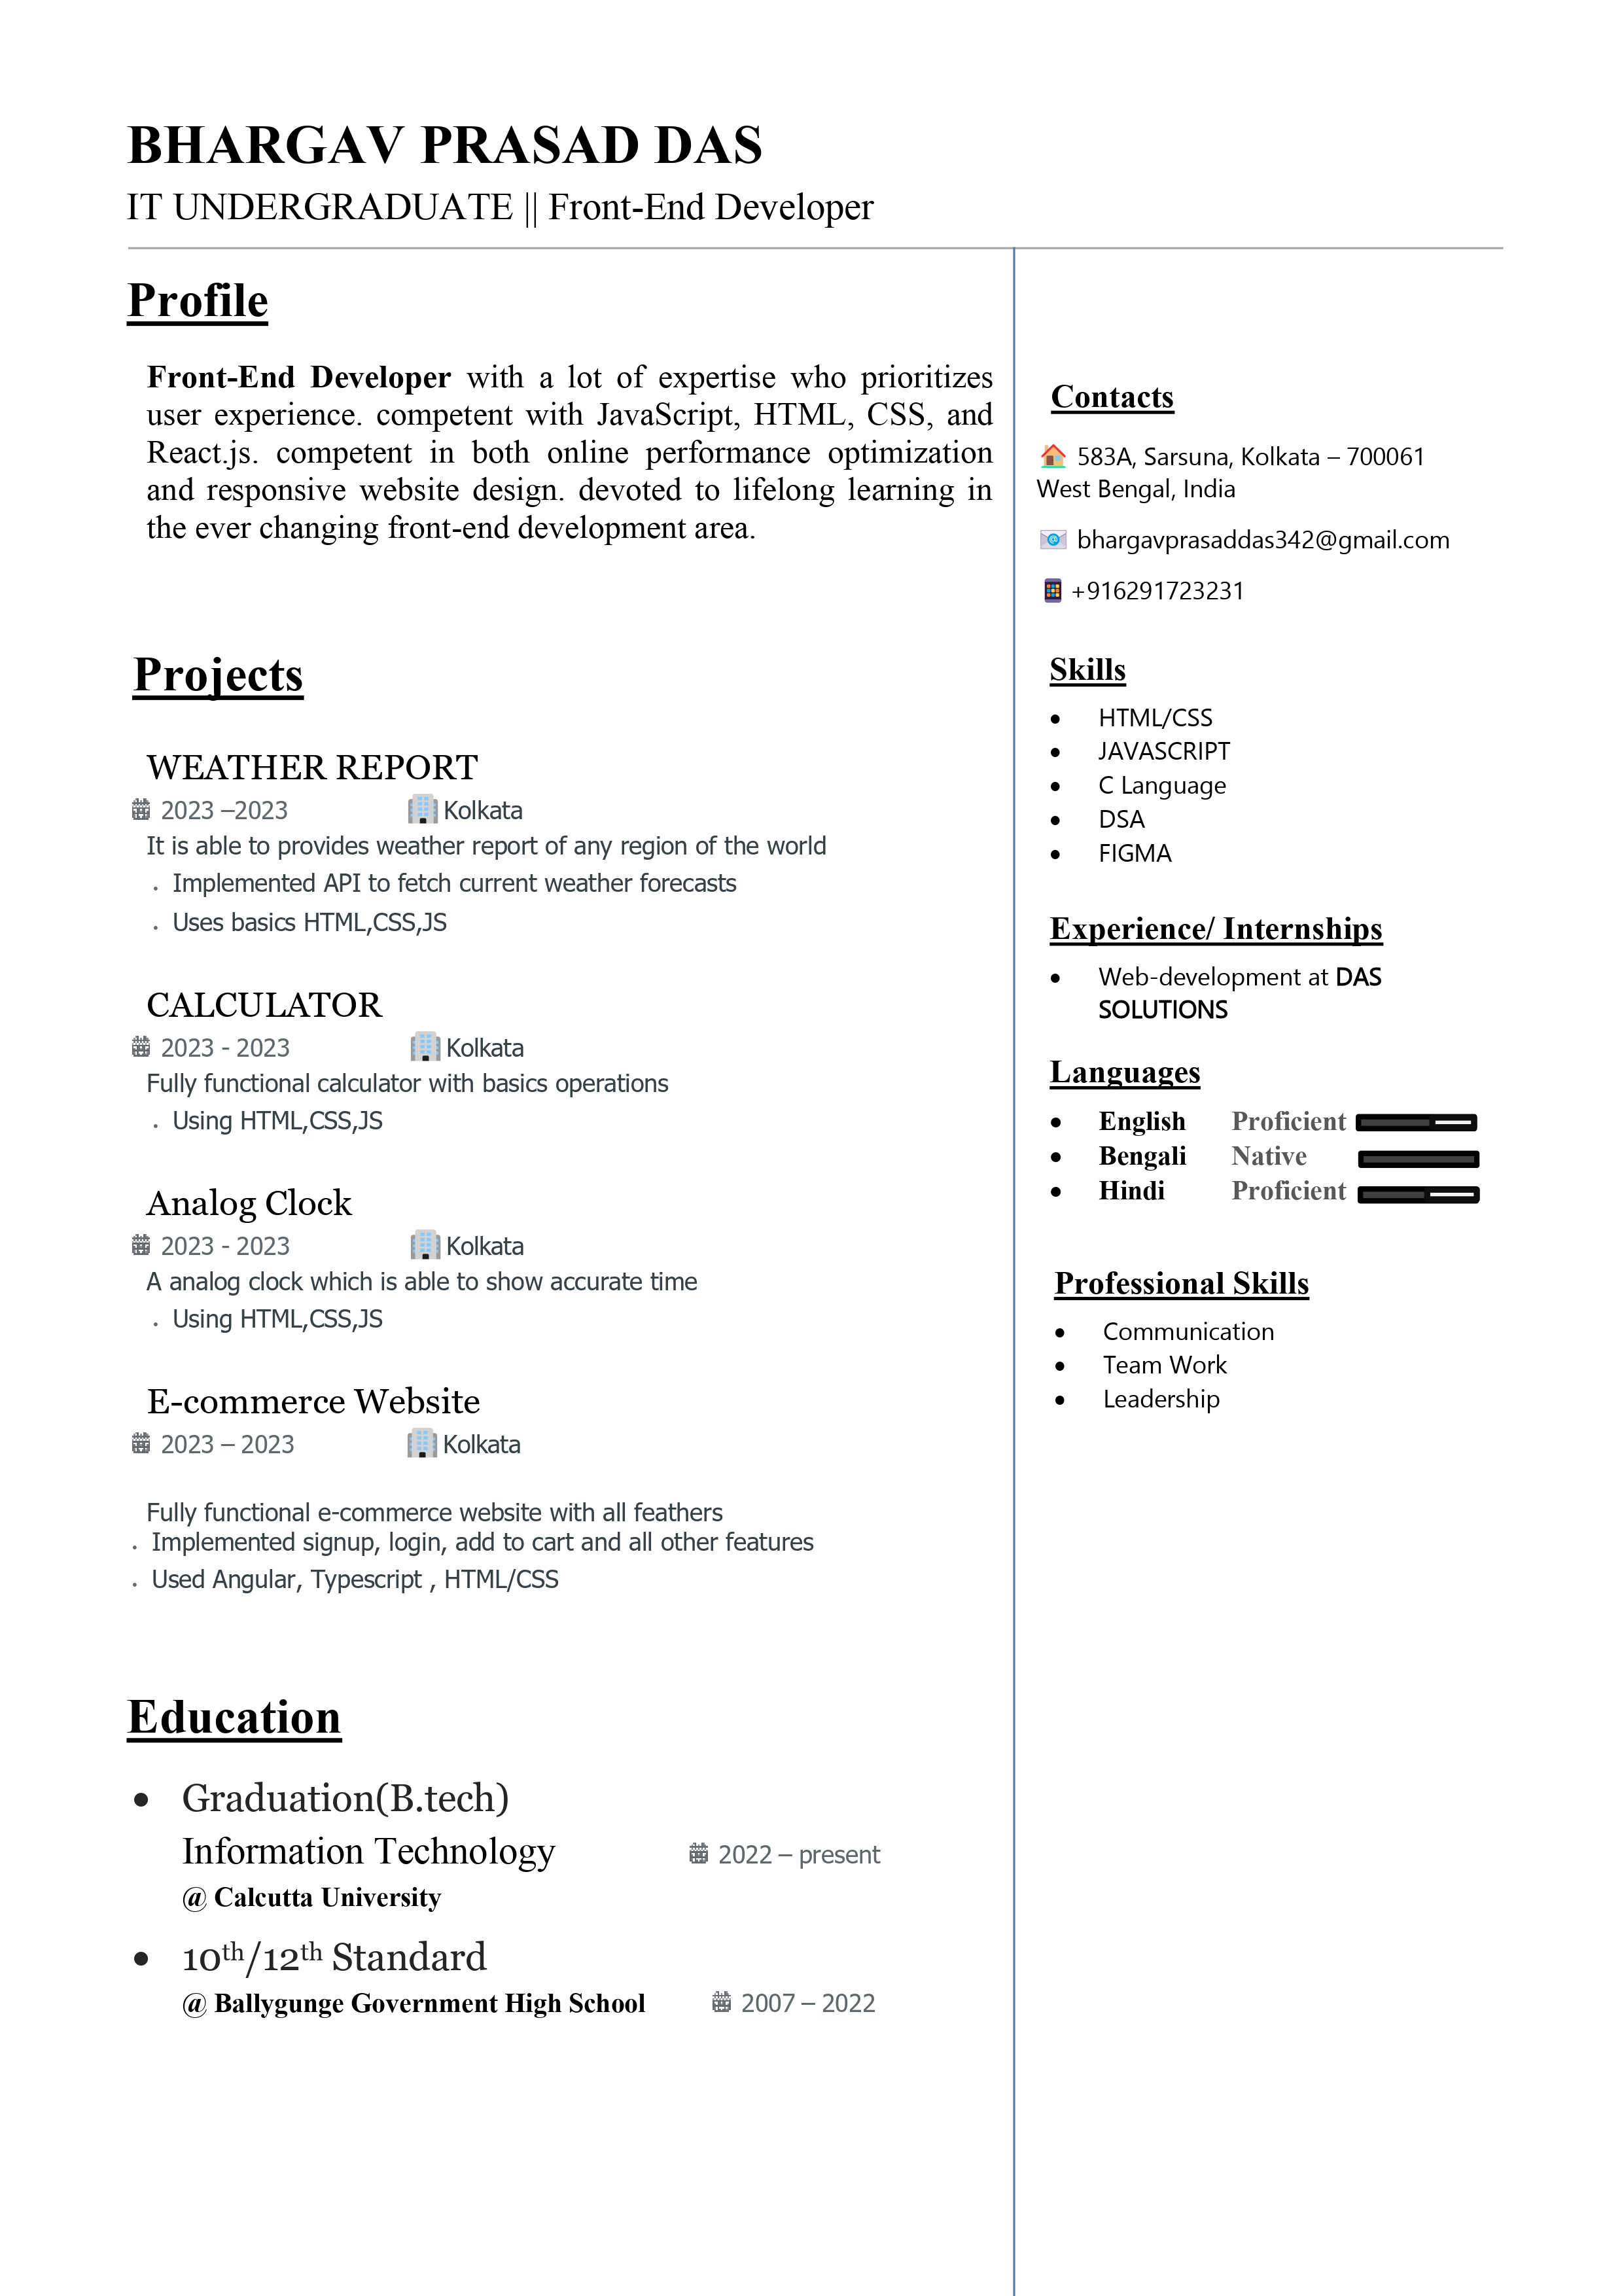 BHARGAV PRASAD DAS
IT UNDERGRADUATE || Front-End Developer
Profile
Front-End Developer with a lot of expertise who prioritizes
user experience. competent with JavaScript, HTML, CSS, and
React.js. competent in both online performance optimization
and responsive website design. devoted to lifelong learning in
the ever changing front-end development area.
Projects
WEATHER REPORT
2023 –2023 Kolkata
It is able to provides weather report of any region of the world
• Implemented API to fetch current weather forecasts
• Uses basics HTML,CSS,JS
CALCULATOR
2023 - 2023 Kolkata
Fully functional calculator with basics operations
• Using HTML,CSS,JS
Analog Clock
2023 - 2023 Kolkata
A analog clock which is able to show accurate time
• Using HTML,CSS,JS
E-commerce Website
2023 – 2023 Kolkata
Fully functional e-commerce website with all feathers
• Implemented signup, login, add to cart and all other features
• Used Angular, Typescript , HTML/CSS
Education
• Graduation(B.tech)
Information Technology 2022 – present
@ Calcutta University
• 10th/12th Standard
@ Ballygunge Government High School 2007 – 2022
Contacts
583A, Sarsuna, Kolkata – 700061
West Bengal, India
bhargavprasaddas342@gmail.com
+916291723231
Skills
• HTML/CSS
• JAVASCRIPT
• C Language
• DSA
• FIGMA
Experience/ Internships
• Web-development at DAS
SOLUTIONS
Languages
• English Proficient
• Bengali Native
• Hindi Proficient
Professional Skills
• Communication
• Team Work
• Leadership